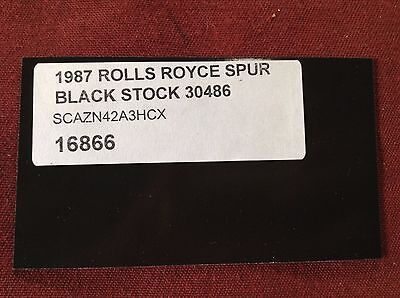 1987 ROLLS ROYCE SPUR
BLACK STOCK 30486
SCAZN42A3HCX
16866